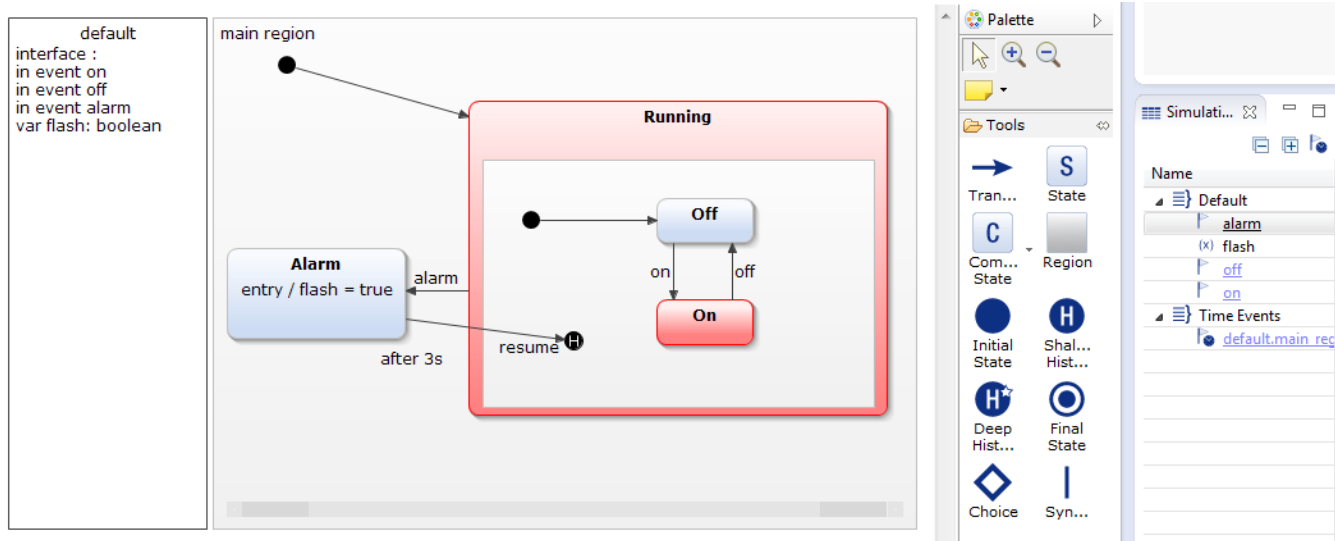 default
interface :
in event on
in event off
in event alarm
var flash: boolean
main region
Running
Off
on
off
On
Alarm
entry / flash = true
alarm
resume
H
after 3s
Palette
Tools
Tran...
S
State
C
Com...
State
Region
Initial
State
H
Shal...
Hist...
H
Deep
Hist...
Final
State
Choice
Syn...
Simulati...
Name
Default
alarm
(x) flash
off
on
Time Events
default.main_reg